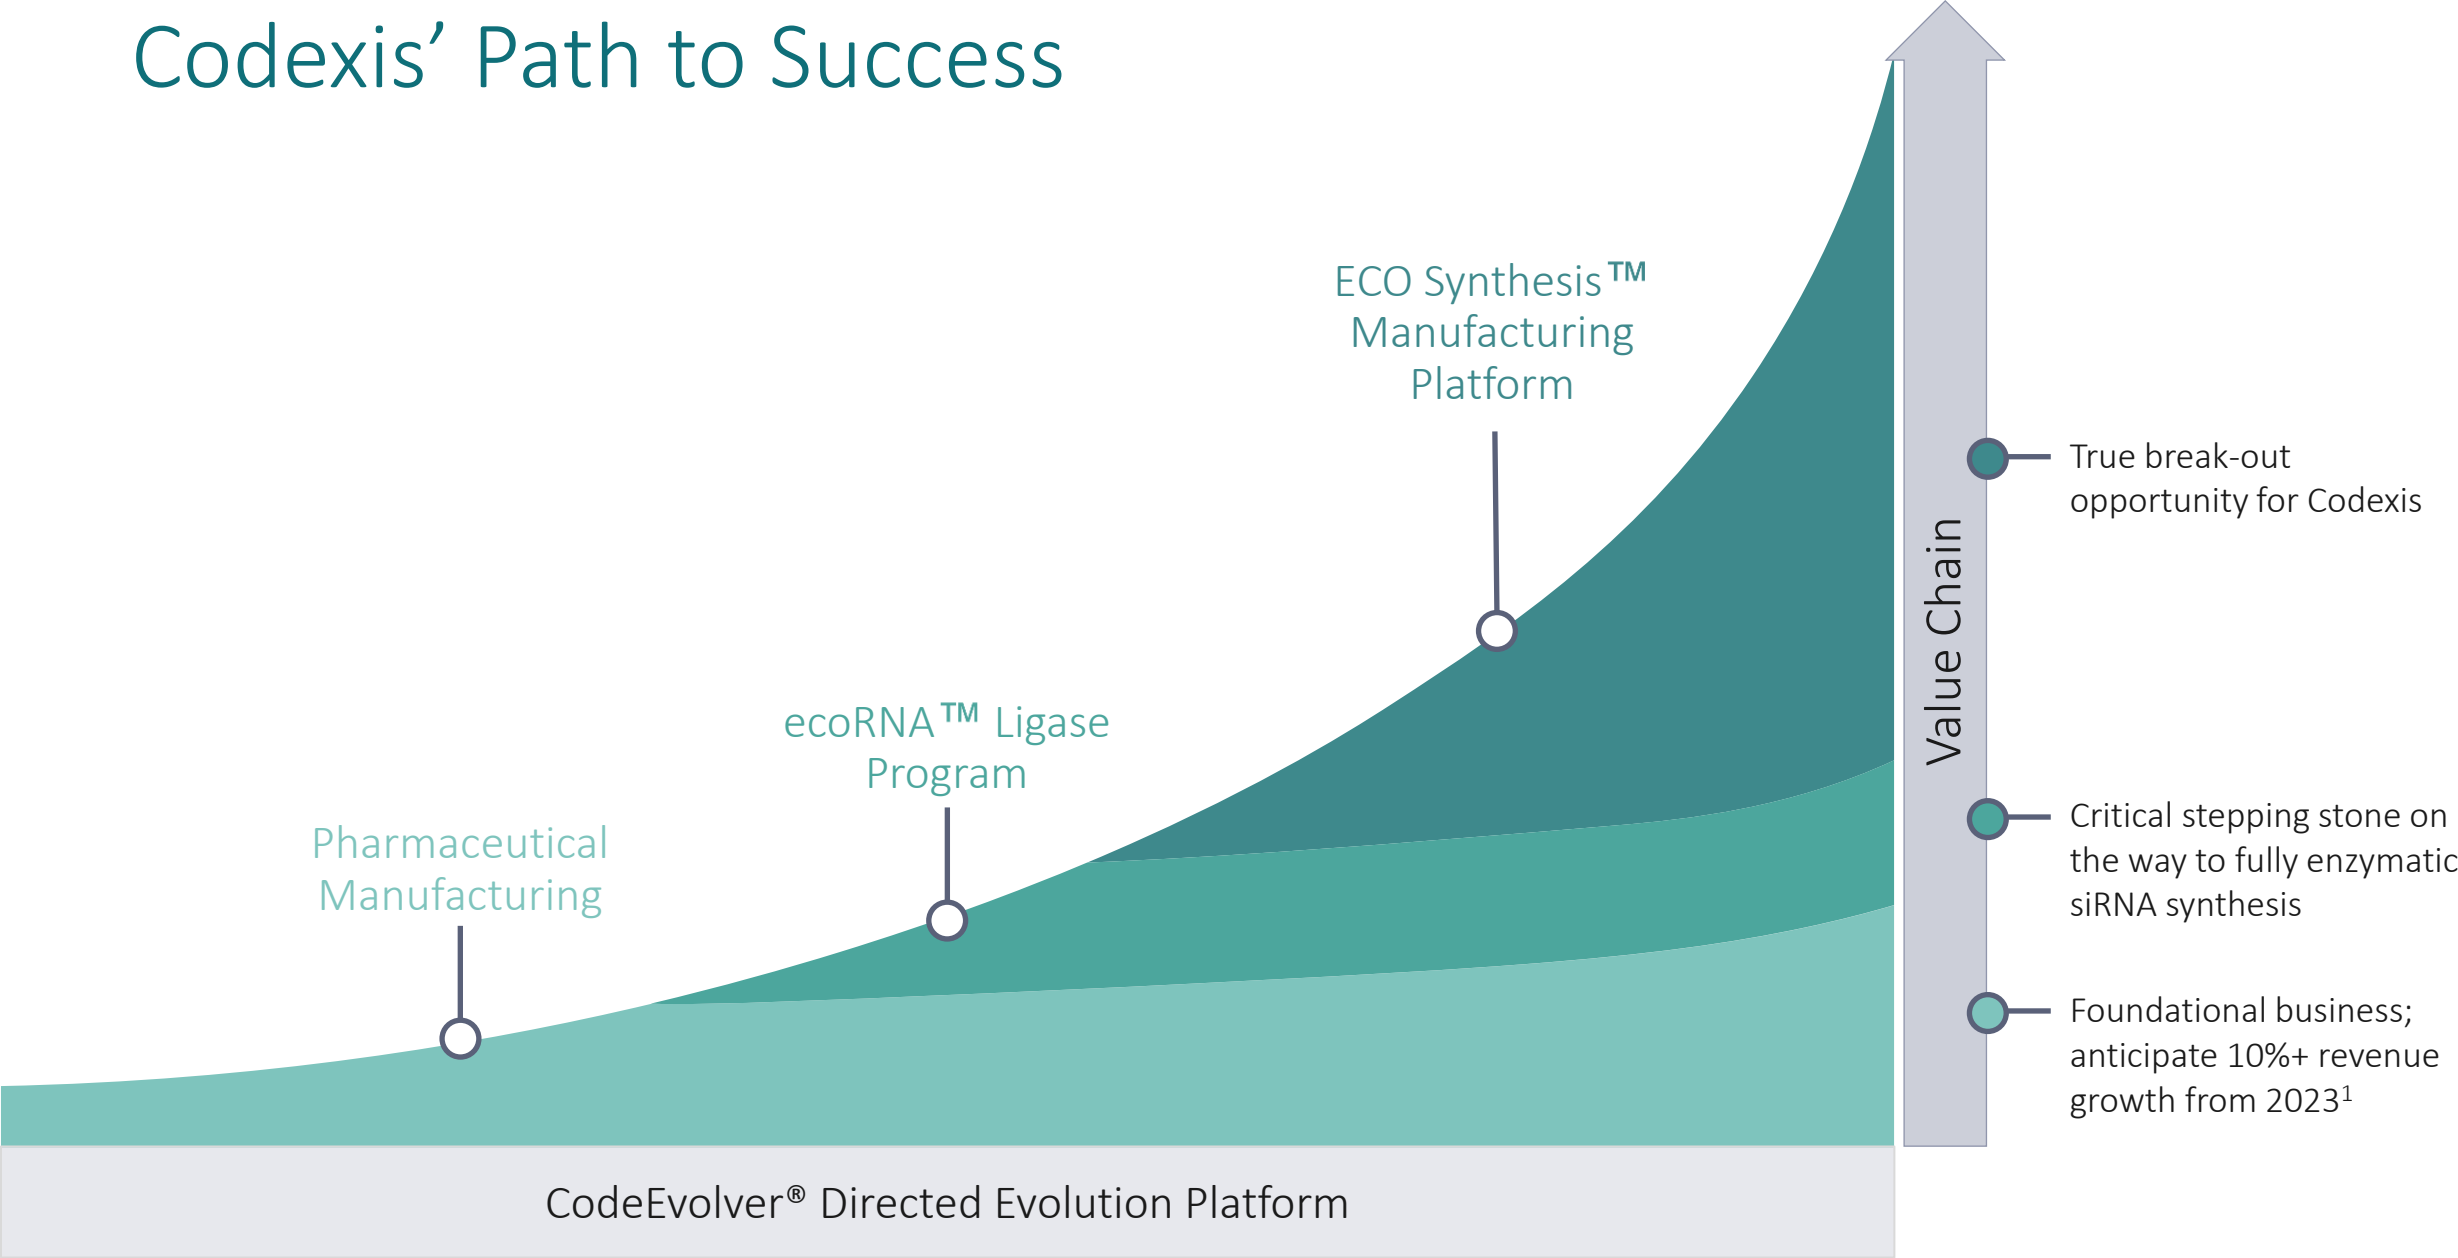 Codexis’ Path to Success
ECO Synthesis™
Manufacturing
Platform
ecoRNA™ Ligase
Program
Pharmaceutical
Manufacturing
Value Chain
True break-out
opportunity for Codexis
Critical stepping stone on
the way to fully enzymatic
siRNA synthesis
Foundational business;
anticipate 10%+ revenue
growth from 2023¹
CodeEvolver® Directed Evolution Platform